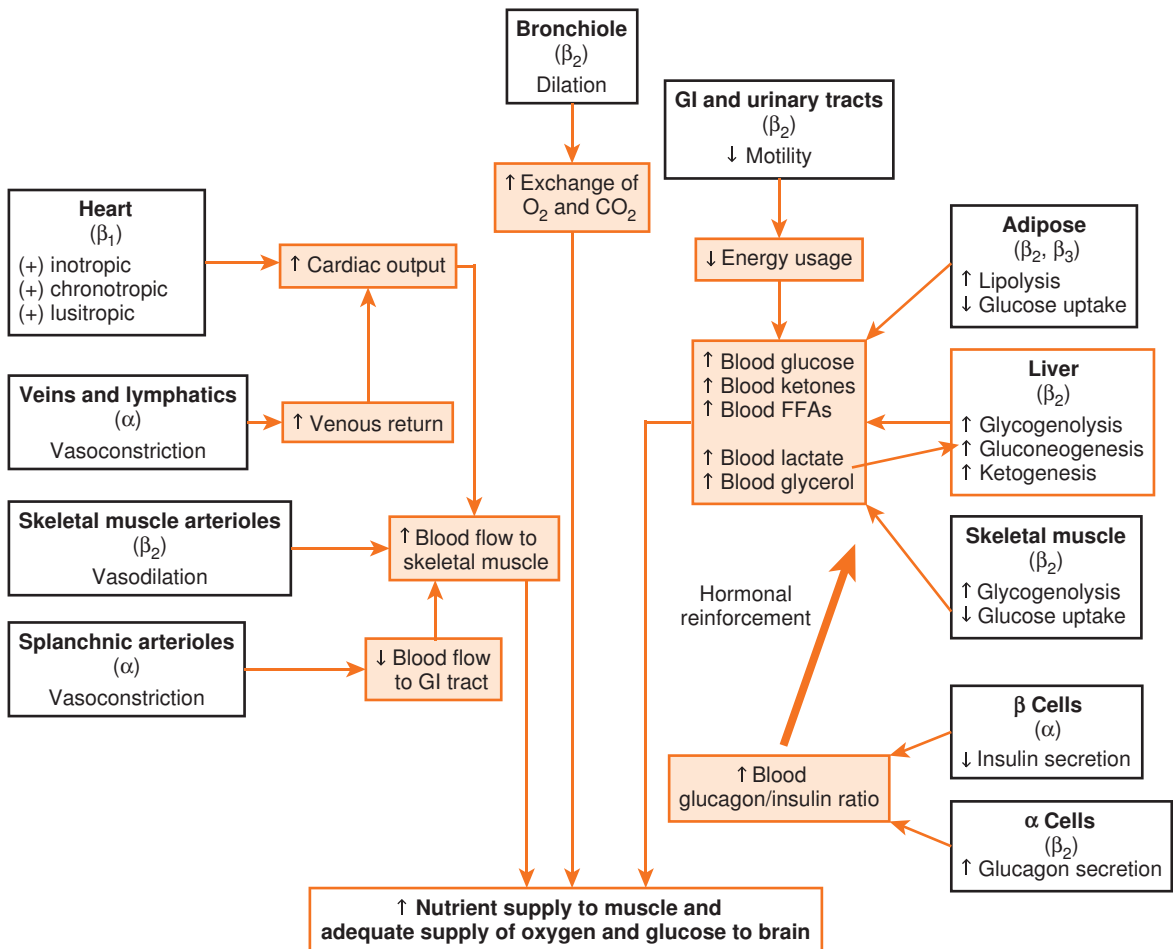 Bronchiole
(β₂)
Dilation
GI and urinary tracts
(β₂)
↓ Motility
↑ Exchange of
O₂ and CO₂
Heart
(β₁)
(+) inotropic
(+) chronotropic
(+) lusitropic
↑ Cardiac output
↓ Energy usage
Adipose
(β₂, β₃)
↑ Lipolysis
↓ Glucose uptake
Veins and lymphatics
(α)
Vasoconstriction
↑ Venous return
↑ Blood glucose
↑ Blood ketones
↑ Blood FFAs
↑ Blood lactate
↑ Blood glycerol
Liver
(β₂)
↑ Glycogenolysis
↑ Gluconeogenesis
↑ Ketogenesis
Skeletal muscle arterioles
(β₂)
Vasodilation
↑ Blood flow to
skeletal muscle
Skeletal muscle
(β₂)
↑ Glycogenolysis
↓ Glucose uptake
Hormonal
reinforcement
Splanchnic arterioles
(α)
Vasoconstriction
↓ Blood flow
to GI tract
β Cells
(α)
↓ Insulin secretion
↑ Blood
glucagon/insulin ratio
α Cells
(β₂)
↑ Glucagon secretion
↑ Nutrient supply to muscle and
adequate supply of oxygen and glucose to brain